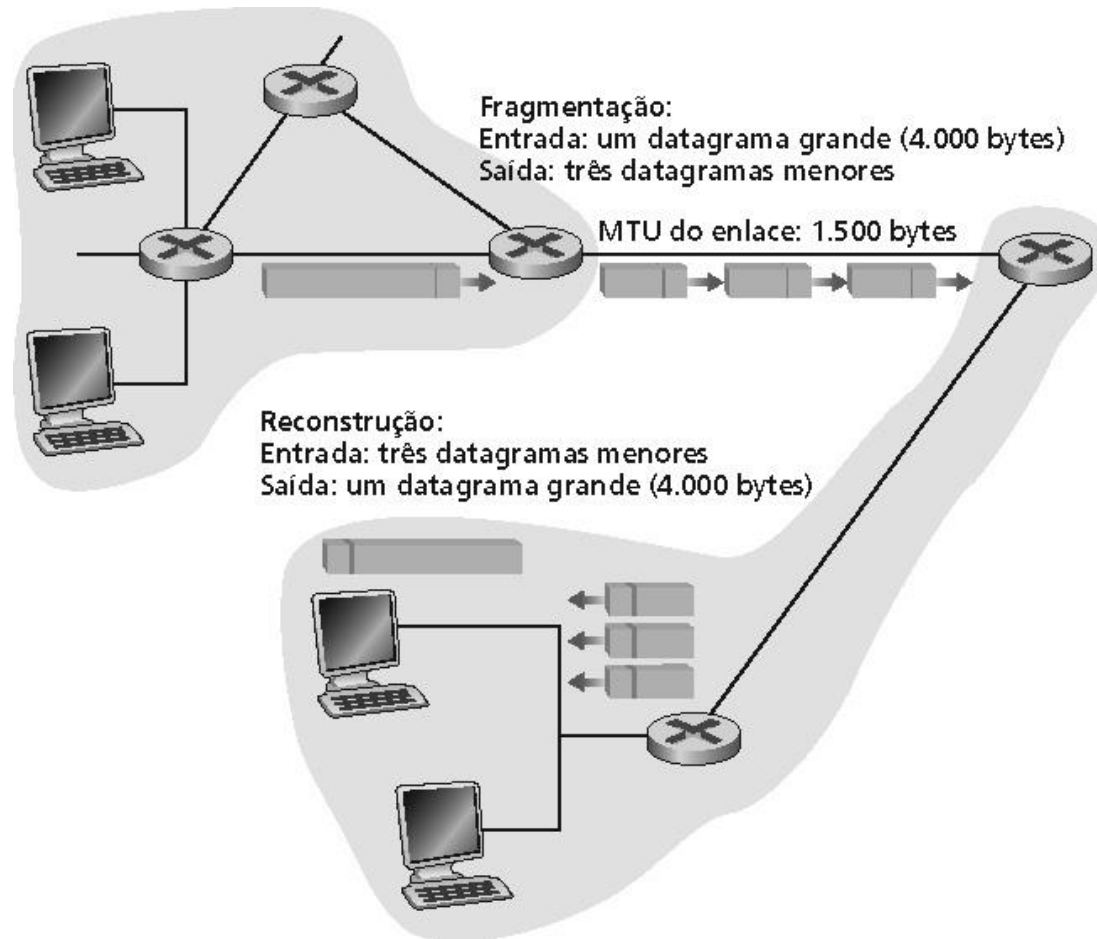 Fragmentação:
Entrada: um datagrama grande (4.000 bytes)
Saída: três datagramas menores
MTU do enlace: 1.500 bytes
Reconstrução:
Entrada: três datagramas menores
Saída: um datagrama grande (4.000 bytes)